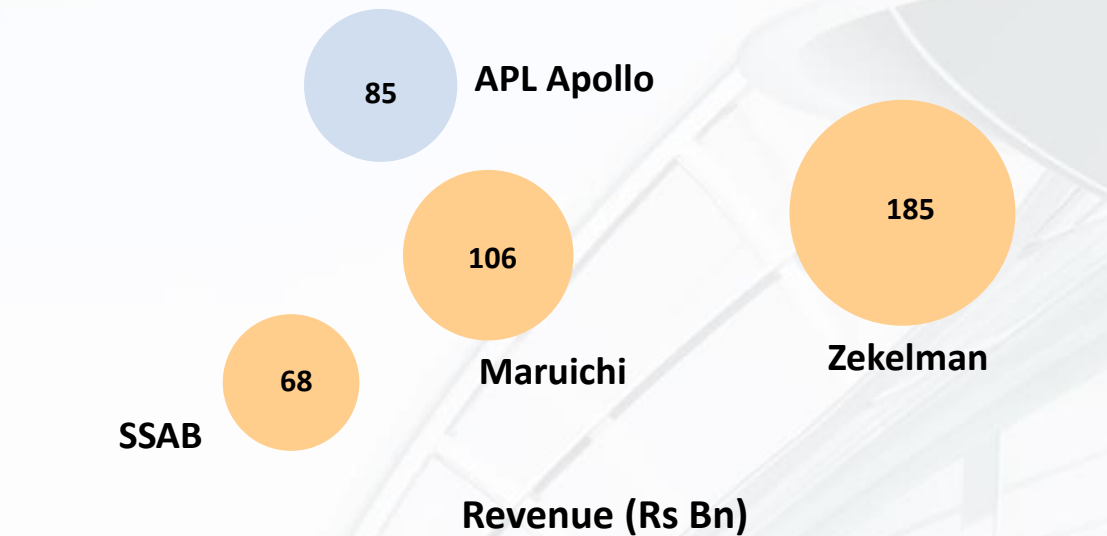 85
APL Apollo
106
Maruichi
185
Zekelman
68
SSAB
Revenue (Rs Bn)